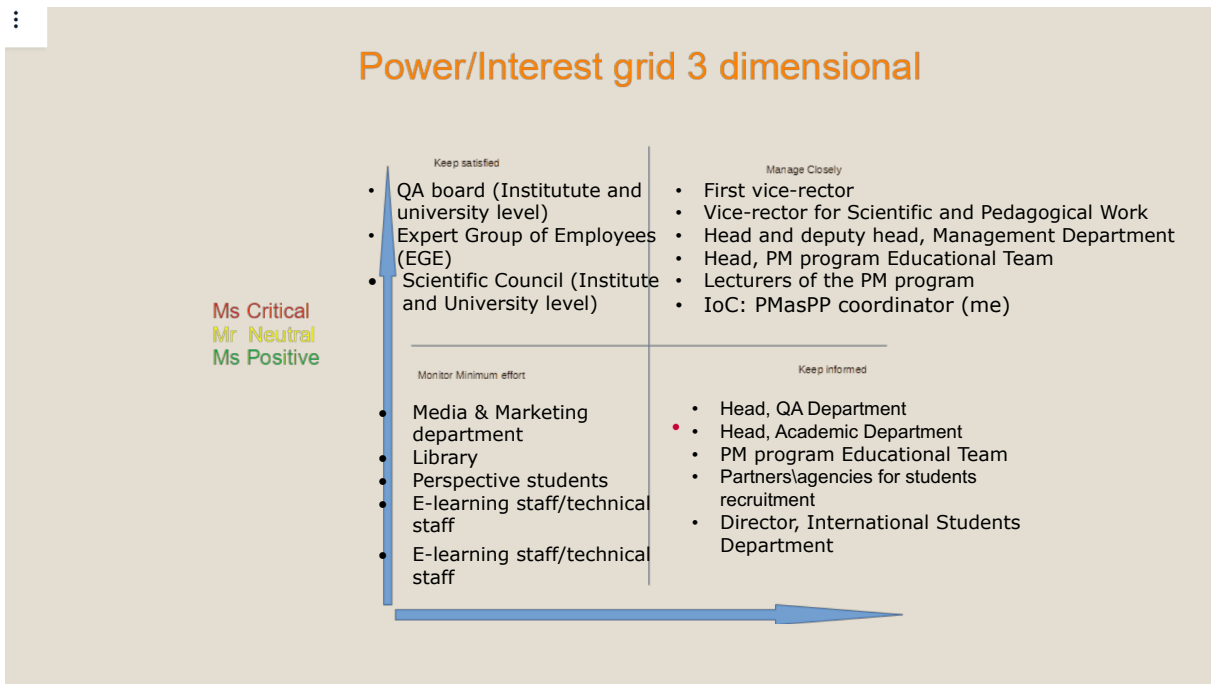 Power/Interest grid 3 dimensional
Keep satisfied
• QA board (Institutute and
university level)
• Expert Group of Employees
(EGE)
• Scientific Council (Institute
and University level)
Manage Closely
• First vice-rector
• Vice-rector for Scientific and Pedagogical Work
• Head and deputy head, Management Department
• Head, PM program Educational Team
• Lecturers of the PM program
• IoC: PMasPP coordinator (me)
Ms Critical
Mr Neutral
Ms Positive
Monitor Minimum effort
• Media & Marketing
department
• Library
• Perspective students
• E-learning staff/technical
staff
• E-learning staff/technical
staff
Keep informed
• Head, QA Department
• Head, Academic Department
• PM program Educational Team
• Partners\agencies for students
recruitment
• Director, International Students
Department